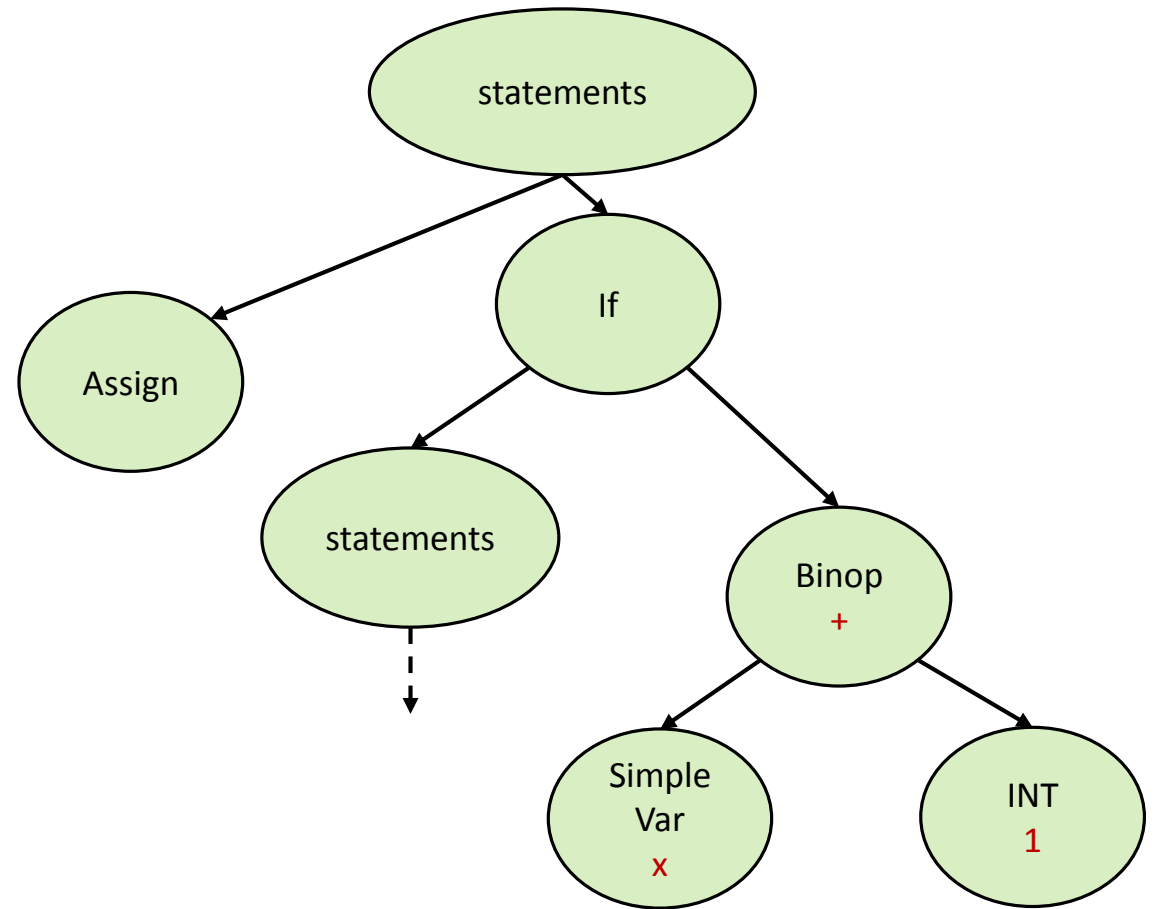 statements
If
Assign
statements
Binop
+
Simple
Var
x
INT
1